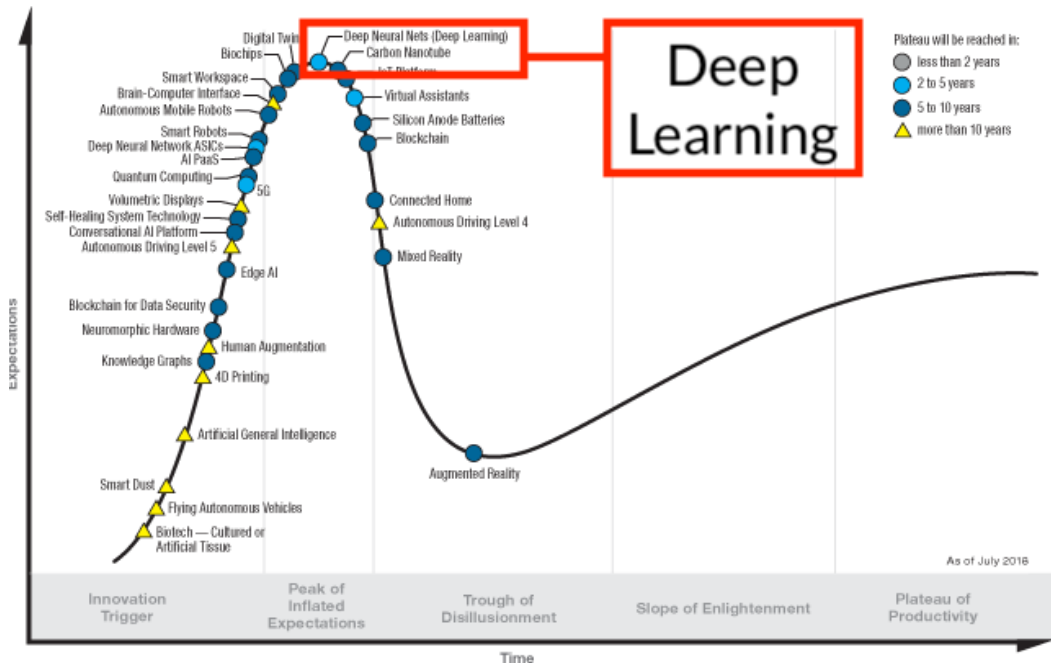 Digital Twin
Biochips
Smart Workspace
Brain-Computer Interface
Autonomous Mobile Robots
Smart Robots
Deep Neural Network ASICs
AI PaaS
Quantum Computing
5G
Volumetric Displays
Self-Healing System Technology
Conversational AI Platform
Autonomous Driving Level 5
Edge AI
Blockchain for Data Security
Neuromorphic Hardware
Human Augmentation
Knowledge Graphs
4D Printing
Artificial General Intelligence
Smart Dust
Flying Autonomous Vehicles
Biotech — Cultured or
Artificial Tissue
Deep Neural Nets (Deep Learning)
Carbon Nanotube
IoT Platform
Virtual Assistants
Silicon Anode Batteries
Blockchain
Connected Home
Autonomous Driving Level 4
Mixed Reality
Augmented Reality
Deep
Learning
Plateau will be reached in:
less than 2 years
2 to 5 years
5 to 10 years
more than 10 years
As of July 2018
Expectations
Innovation
Trigger
Peak of
Inflated
Expectations
Trough of
Disillusionment
Slope of Enlightenment
Plateau of
Productivity
Time